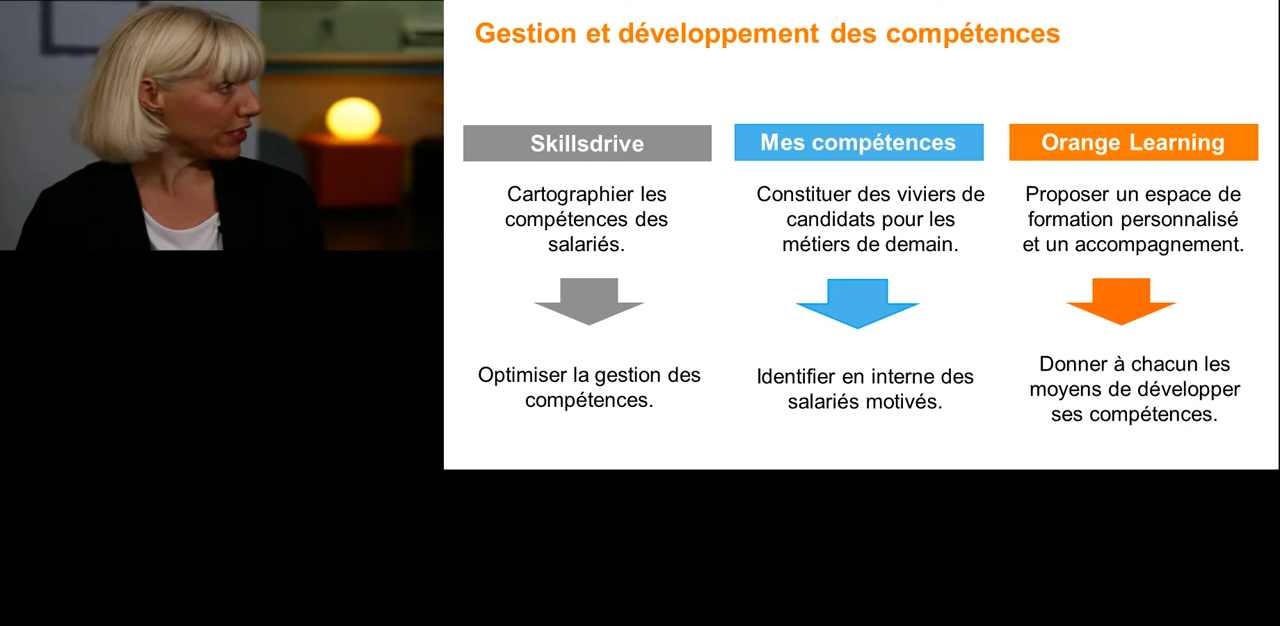 Gestion et développement des compétences
Skillsdrive
Cartographier les
compétences des
salariés.
Optimiser la gestion des
compétences.
Mes compétences
Constituer des viviers de
candidats pour les
métiers de demain.
Identifier en interne des
salariés motivés.
Orange Learning
Proposer un espace de
formation personnalisé
et un accompagnement.
Donner à chacun les
moyens de développer
ses compétences.